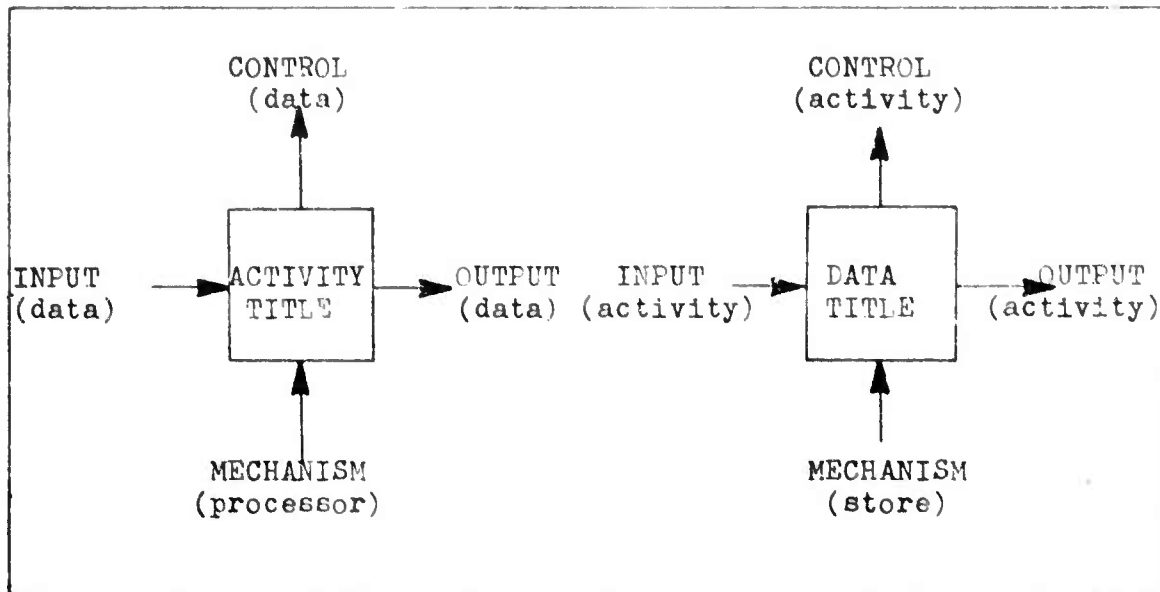 CONTROL
(data)
CONTROL
(activity)
INPUT
(data)
ACTIVITY
TITLE
OUTPUT
(data)
INPUT
(activity)
DATA
TITLE
OUTPUT
(activity)
MECHANISM
(processor)
MECHANISM
(store)